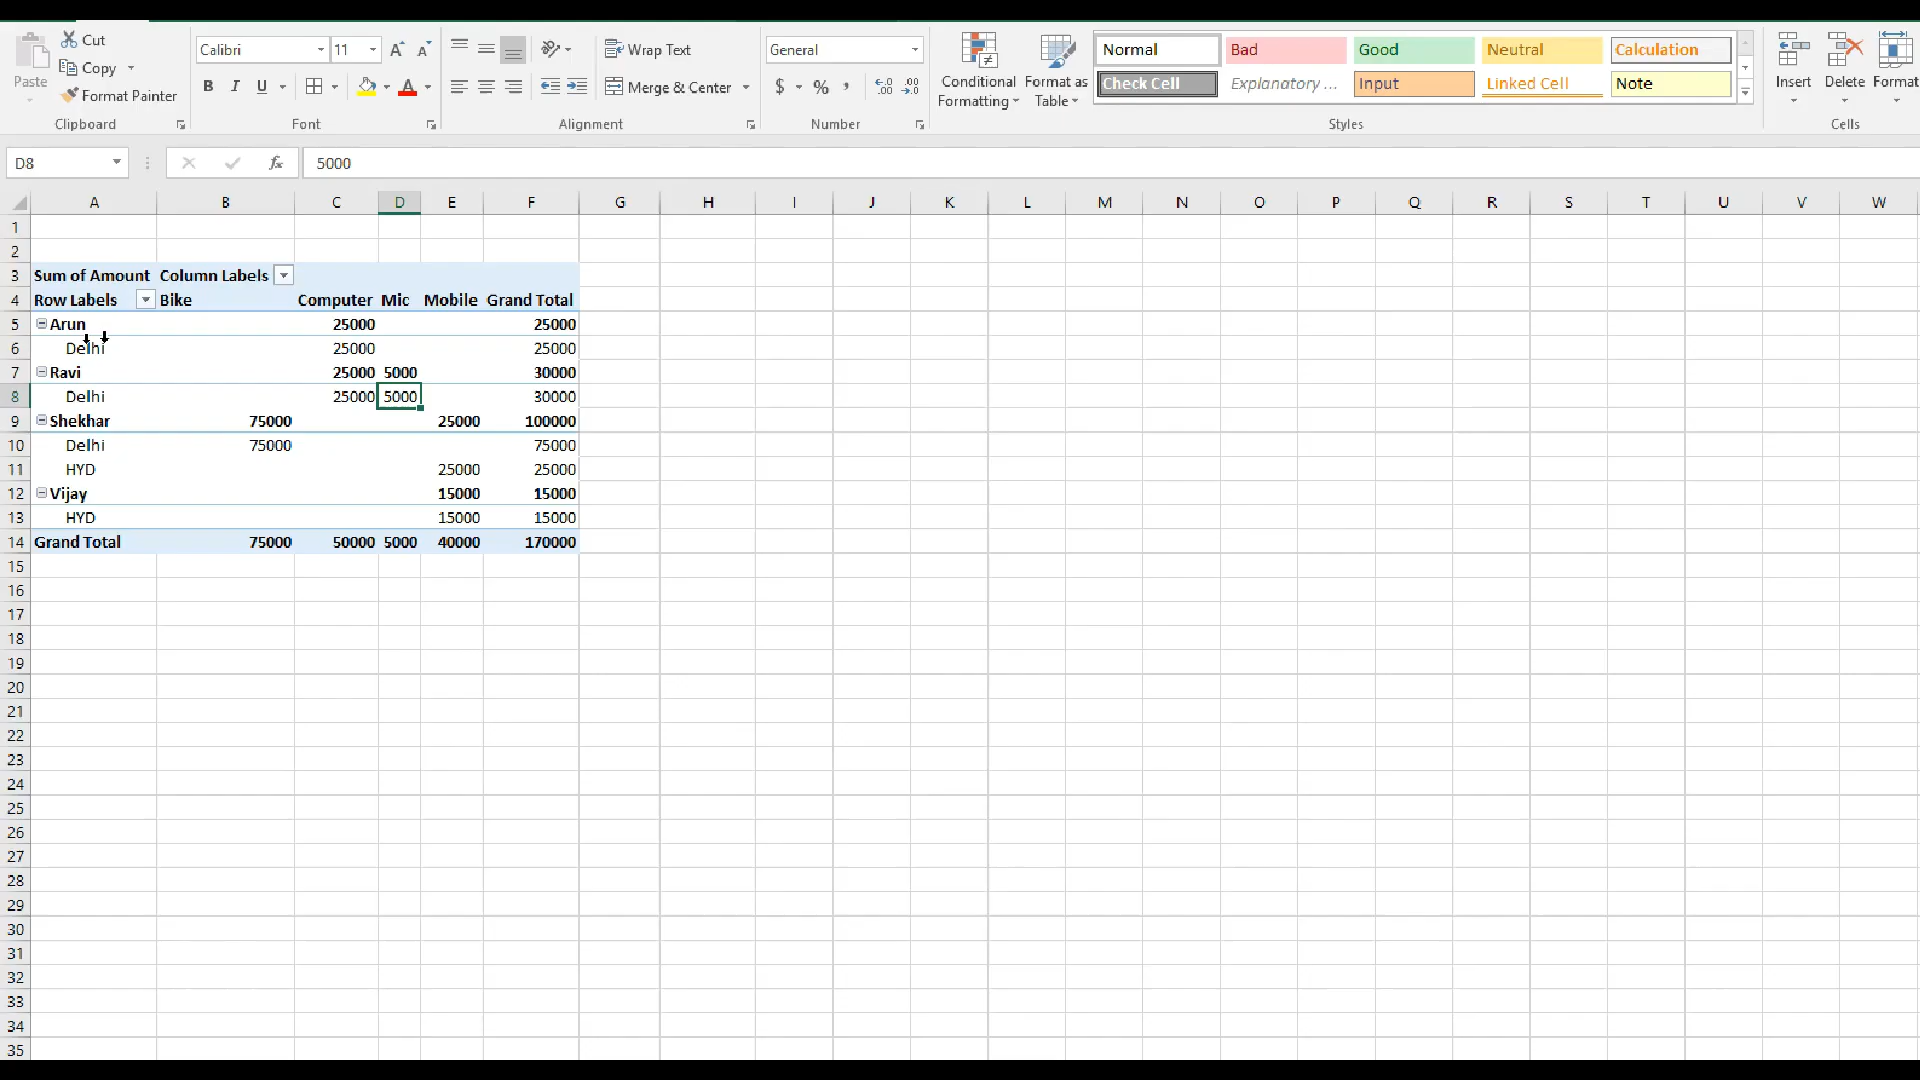 Cut
Copy
Format Painter
Paste
Clipboard
Calibri 11
B I U
Font
Wrap Text
Merge & Center
Alignment
General
$ % ,
Number
Conditional Formatting
Format as Table
Normal Bad Good Neutral Calculation
Check Cell Explanatory ... Input Linked Cell Note
Styles
Insert Delete Format
Cells
D8 fx 5000
A B C D E F G H I J K L M N O P Q R S T U V W
1
2
3 Sum of Amount Column Labels
4 Row Labels Bike Computer Mic Mobile Grand Total
5 Arun 25000 25000
6 Delhi 25000 25000
7 Ravi 25000 5000 30000
8 Delhi 25000 5000 30000
9 Shekhar 75000 25000 100000
10 Delhi 75000 75000
11 HYD 25000 25000
12 Vijay 15000 15000
13 HYD 15000 15000
14 Grand Total 75000 50000 5000 40000 170000
15
16
17
18
19
20
21
22
23
24
25
26
27
28
29
30
31
32
33
34
35